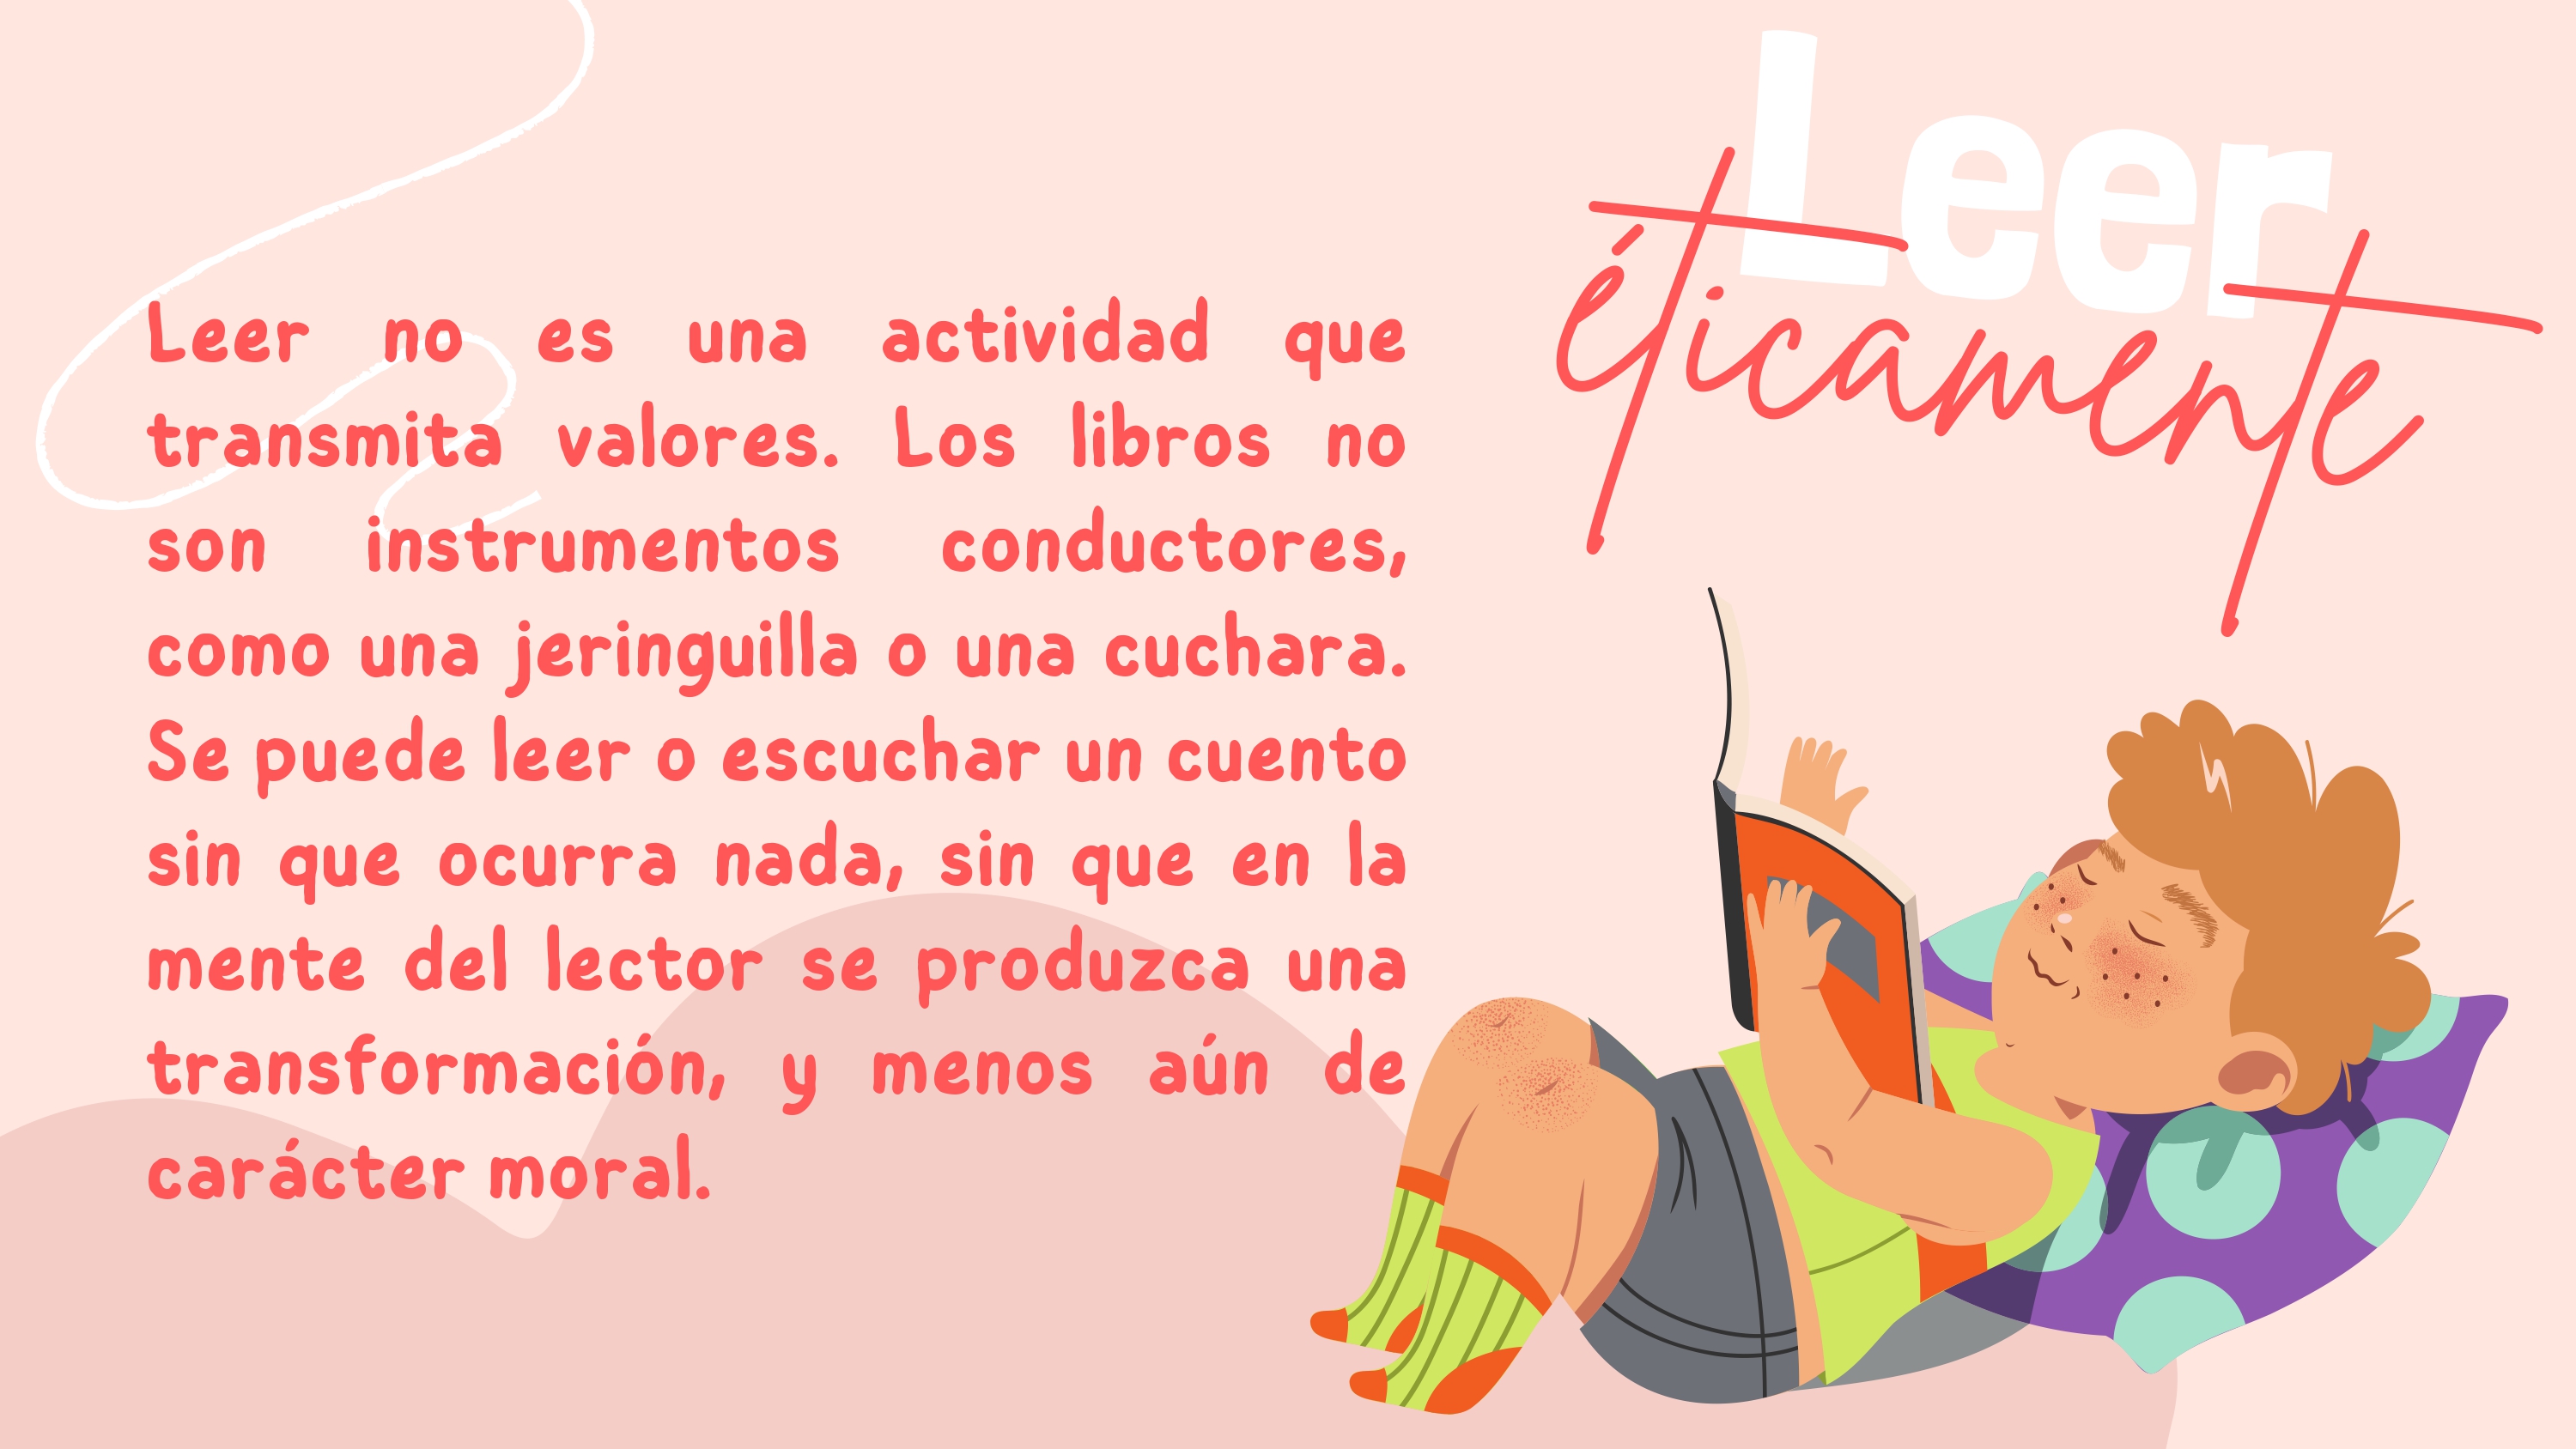 Leer
éticamente
Leer no es una actividad que
transmita valores. Los libros no
son instrumentos conductores,
como una jeringuilla o una cuchara.
Se puede leer o escuchar un cuento
sin que ocurra nada, sin que en la
mente del lector se produzca una
transformación, y menos aún de
carácter moral.